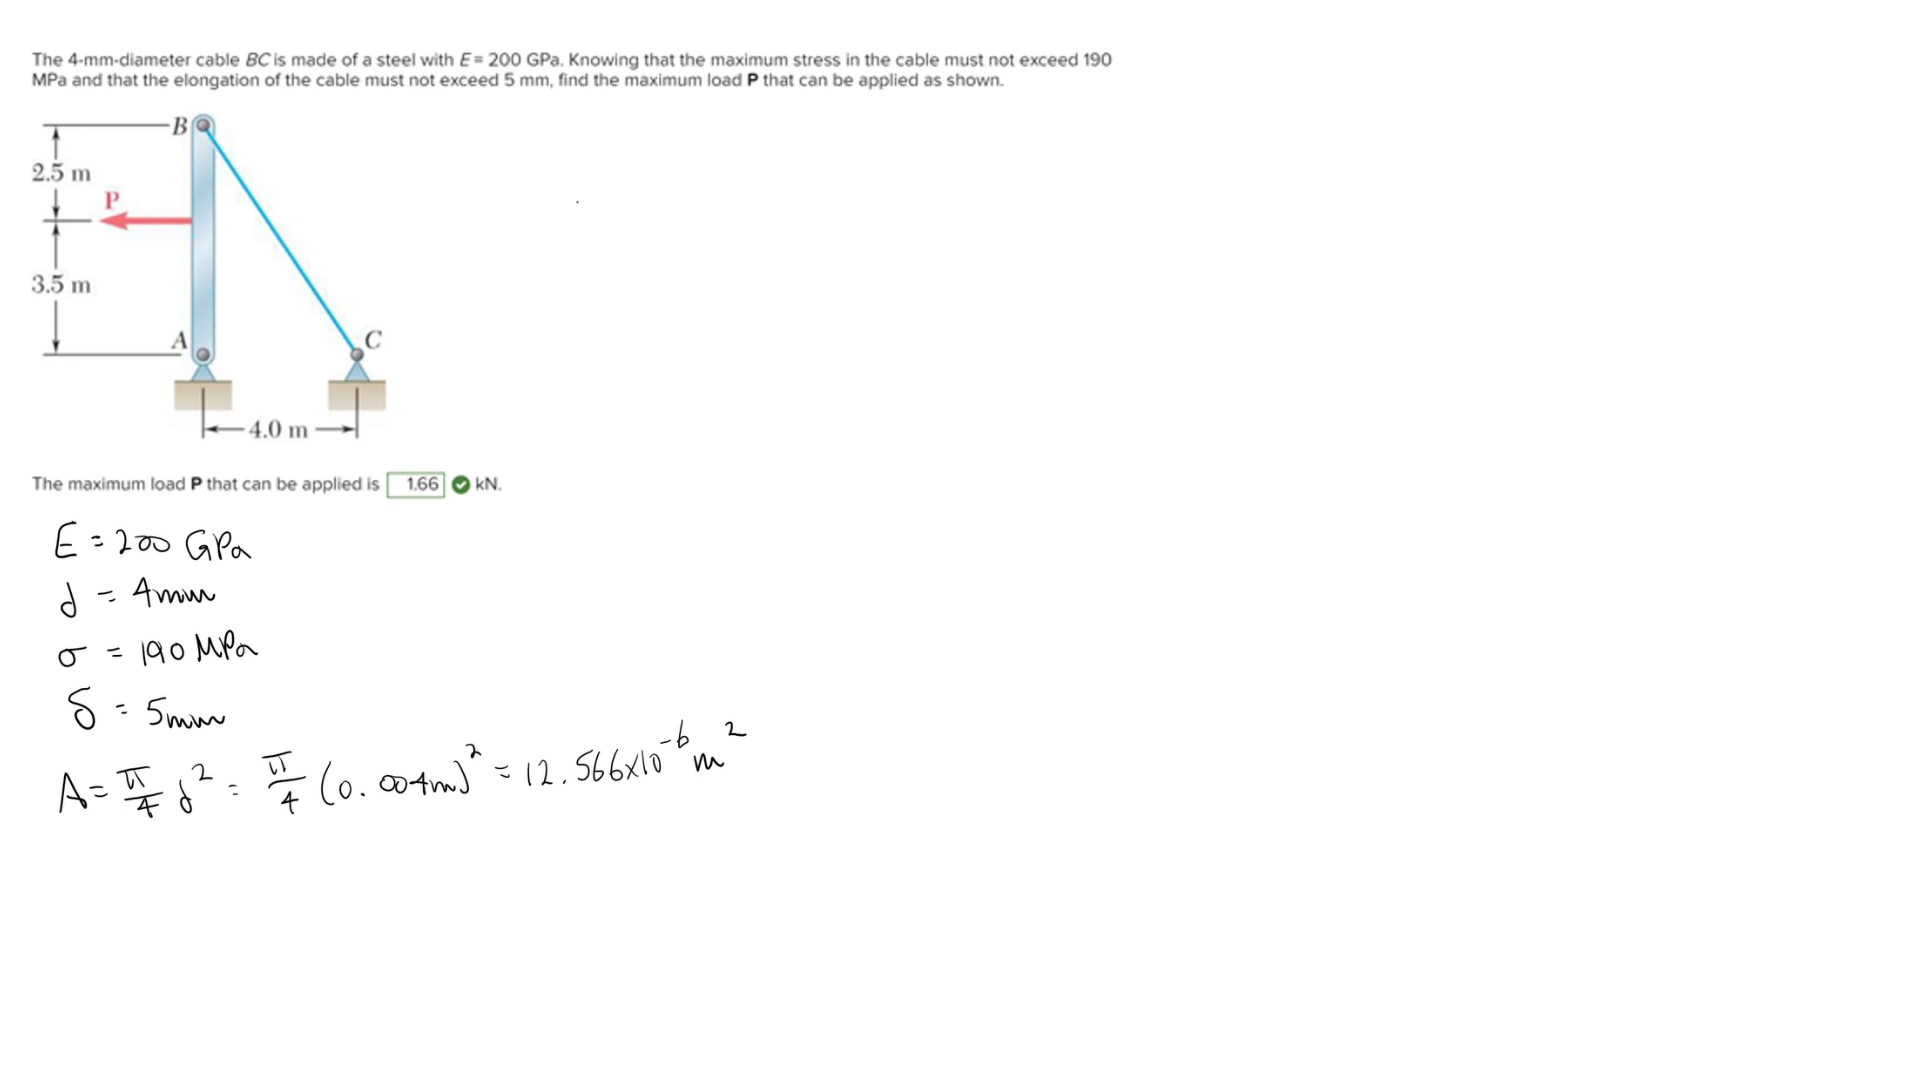 The 4-mm-diameter cable BC is made of a steel with E = 200 GPa. Knowing that the maximum stress in the cable must not exceed 190
MPa and that the elongation of the cable must not exceed 5 mm, find the maximum load P that can be applied as shown.
B
2.5 m
P
3.5 m
A
C
4.0 m
The maximum load P that can be applied is 1.66 kN.
E = 200 GPa
d = 4mm
σ = 190 MPa
δ = 5mm
A = π/4 d² = π/4 (0.004m)² = 12.566x10⁻⁶ m²